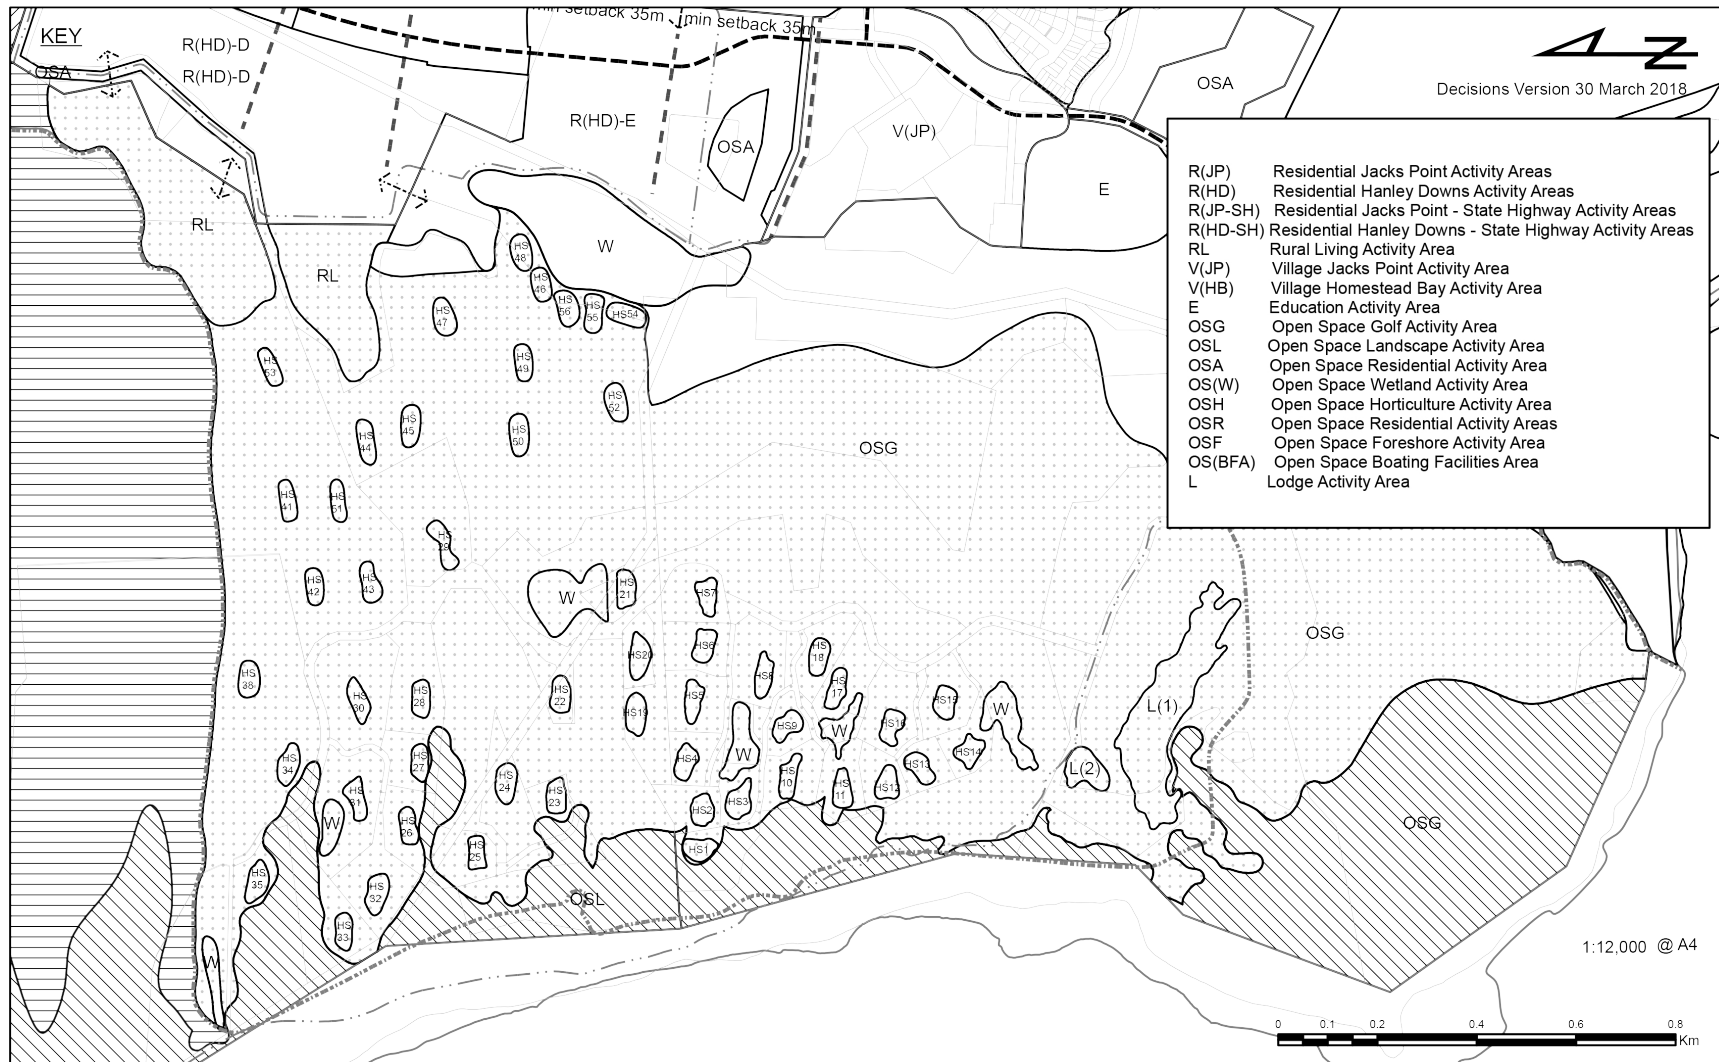 min setback 35m
min setback 35m
KEY
R(HD)-D
OSA
R(HD)-D
OSA
Decisions Version 30 March 2018
R(HD)-E
V(JP)
OSA
E
R(JP) Residential Jacks Point Activity Areas
R(HD) Residential Hanley Downs Activity Areas
R(JP-SH) Residential Jacks Point - State Highway Activity Areas
R(HD-SH) Residential Hanley Downs - State Highway Activity Areas
RL Rural Living Activity Area
V(JP) Village Jacks Point Activity Area
V(HB) Village Homestead Bay Activity Area
E Education Activity Area
OSG Open Space Golf Activity Area
OSL Open Space Landscape Activity Area
OSA Open Space Residential Activity Area
OS(W) Open Space Wetland Activity Area
OSH Open Space Horticulture Activity Area
OSR Open Space Residential Activity Areas
OSF Open Space Foreshore Activity Area
OS(BFA) Open Space Boating Facilities Area
L Lodge Activity Area
RL
RL
W
HS
48
HS
46
HS
56
HS
55
HS54
HS
47
HS
53
HS
49
HS
52
HS
45
HS
44
HS
50
OSG
HS
41
HS
51
HS
29
HS
42
HS
43
W
HS
21
HS7
OSG
HS6
HS20
HS
18
HS
38
HS
30
HS
28
HS
22
HS19
HS5
HS8
HS
17
HS9
W
HS16
HS15
W
L(1)
HS
34
HS
27
HS
24
HS
23
HS4
W
HS
10
HS
11
HS12
HS13
HS14
L(2)
HS
31
W
HS
26
HS2
HS3
HS1
OSG
HS
25
HS
35
HS
32
HS
33
OSL
W
1:12,000 @ A4
0 0.1 0.2 0.4 0.6 0.8
Km
N